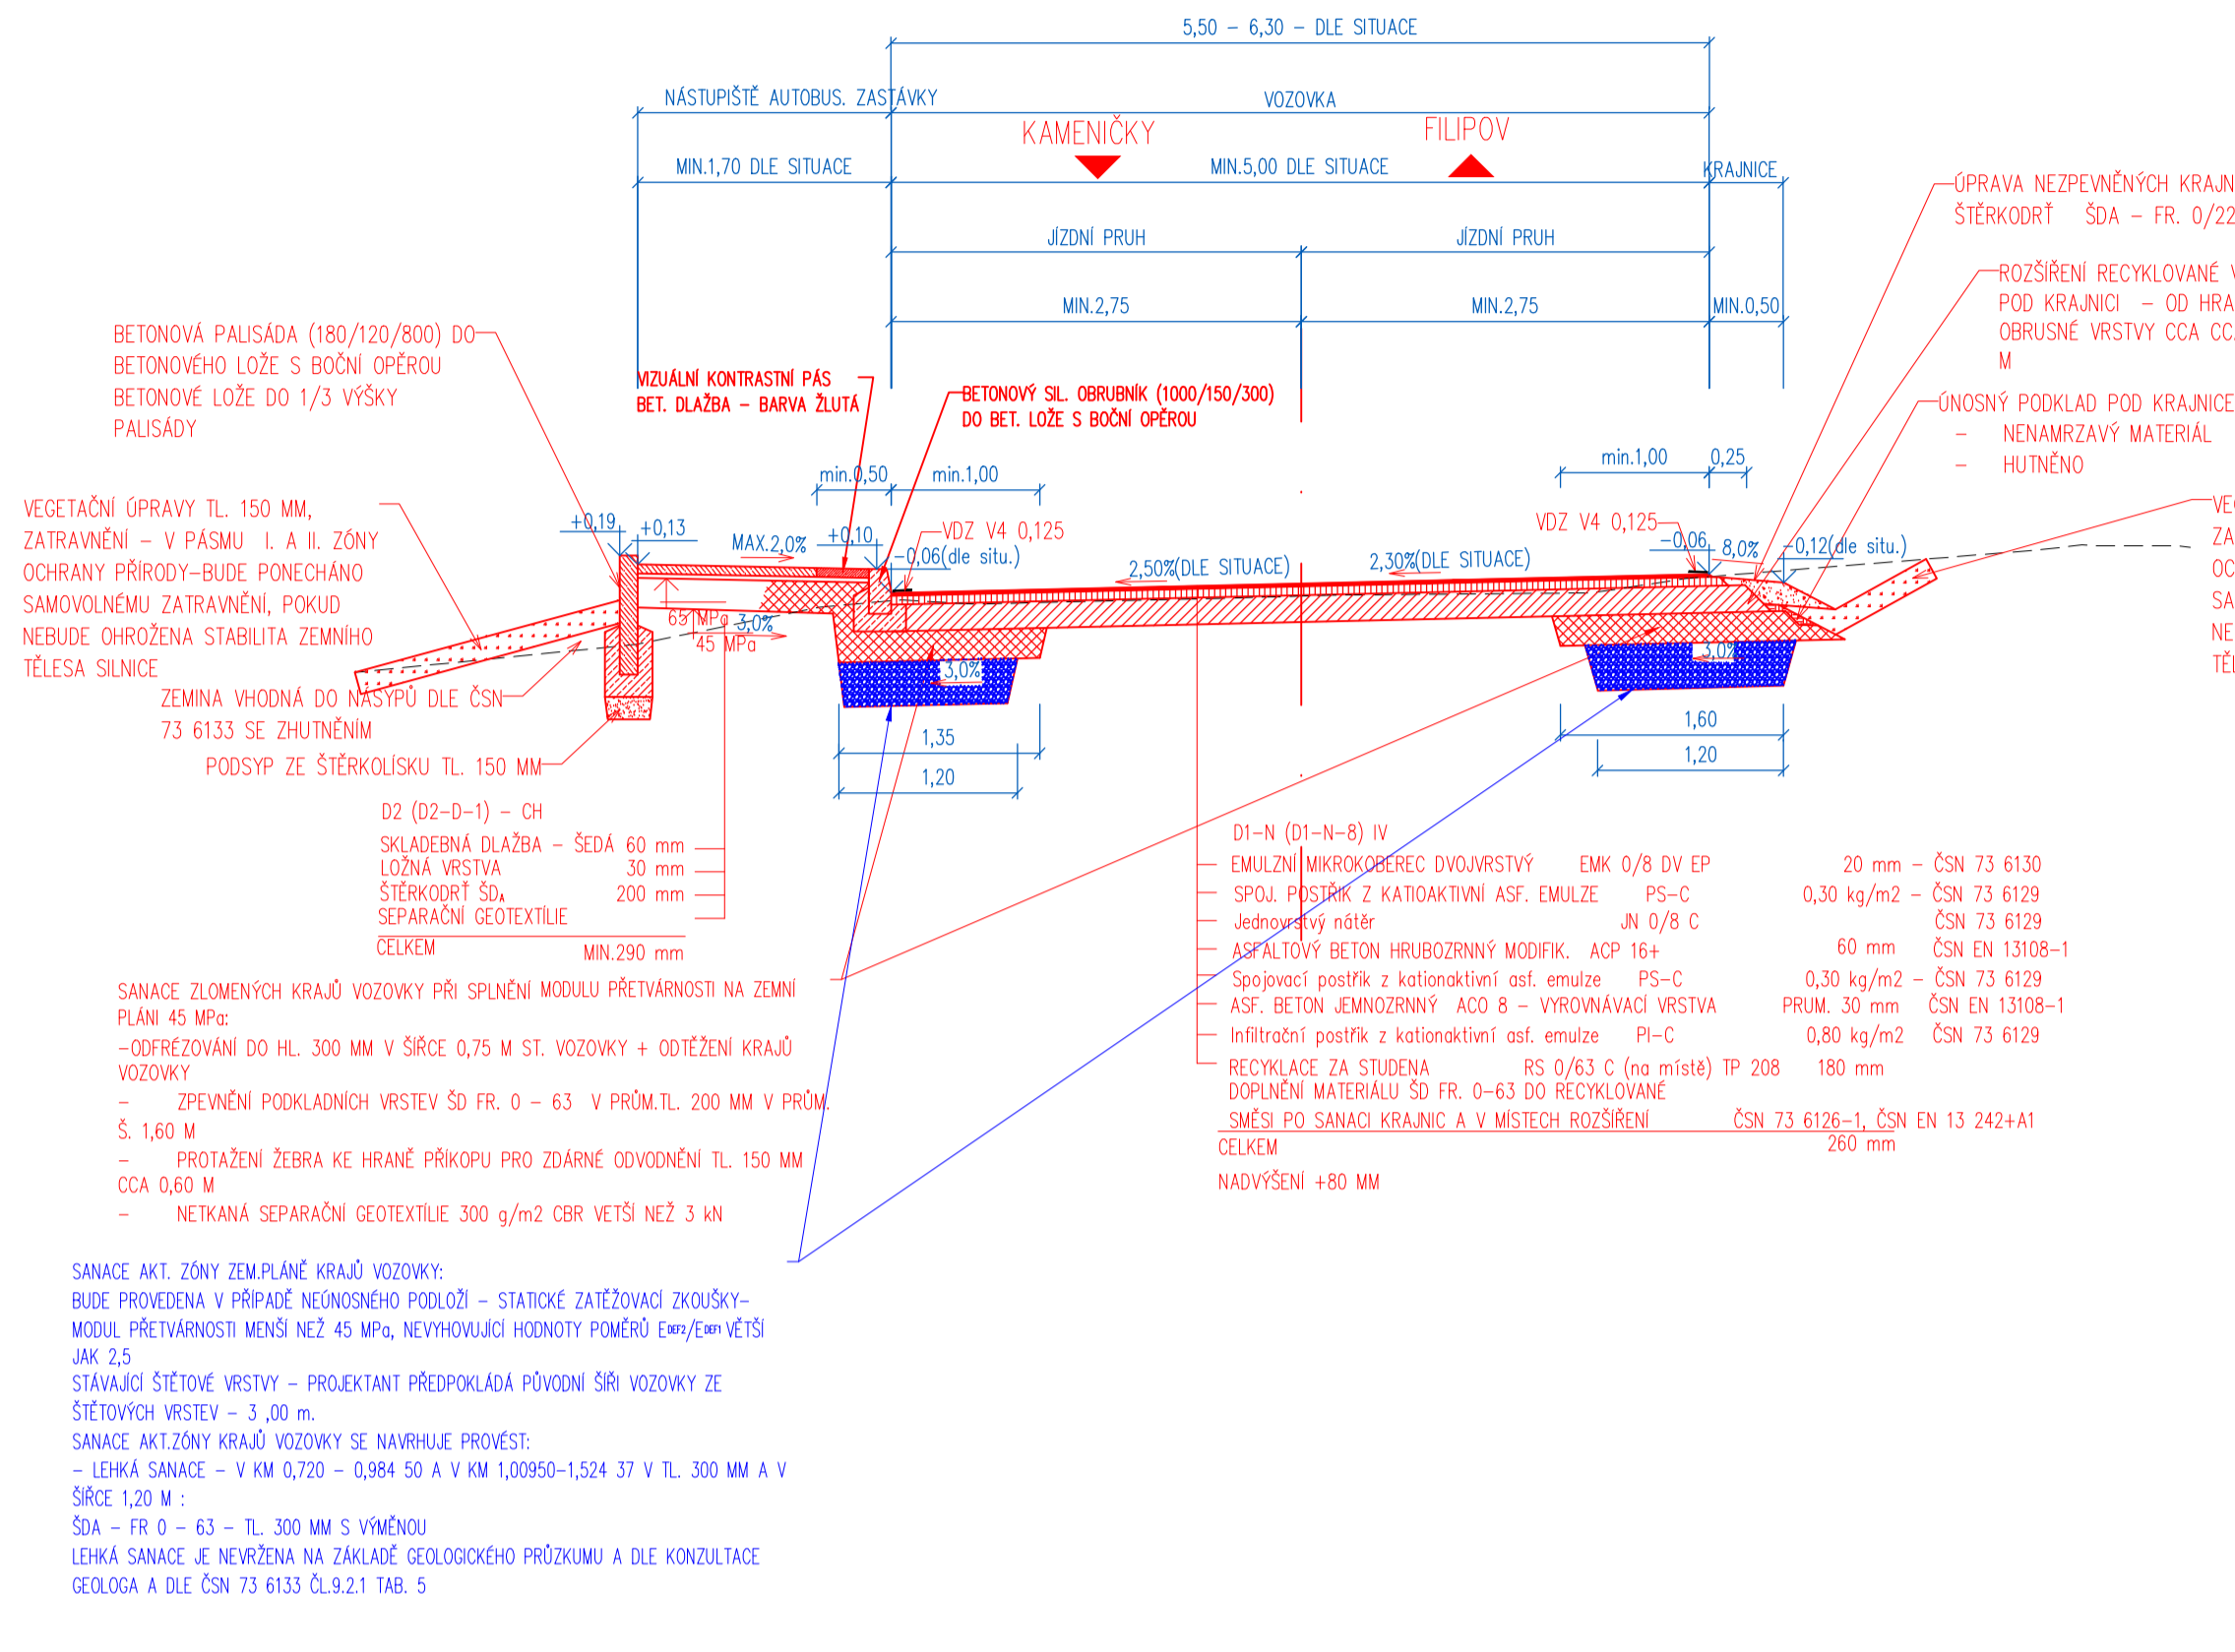 5,50 - 6,30 - DLE SITUACE
NÁSTUPIŠTĚ AUTOBUS. ZASTÁVKY
VOZOVKA
KAMENIČKY
FILIPOV
MIN.1,70 DLE SITUACE
MIN.5,00 DLE SITUACE
KRAJNICE
JÍZDNÍ PRUH
JÍZDNÍ PRUH
MIN.2,75
MIN.2,75
MIN.0,50
ÚPRAVA NEZPEVNĚNÝCH KRAJN
ŠTĚRKODRŤ ŠDA - FR. 0/22
ROZŠÍŘENÍ RECYKLOVANÉ
POD KRAJNICI - OD HRA
OBRUSNÉ VRSTVY CCA CC.
M
ÚNOSNÝ PODKLAD POD KRAJNICE
- NENAMRZAVÝ MATERIÁL
- HUTNĚNO
BETONOVÁ PALISÁDA (180/120/800) DO
BETONOVÉHO LOŽE S BOČNÍ OPĚROU
BETONOVÉ LOŽE DO 1/3 VÝŠKY
PALISÁDY
VIZUÁLNÍ KONTRASTNÍ PÁS
BET. DLAŽBA - BARVA ŽLUTÁ
BETONOVÝ SIL. OBRUBNÍK (1000/150/300)
DO BET. LOŽE S BOČNÍ OPĚROU
VEGETAČNÍ ÚPRAVY TL. 150 MM,
ZATRAVNĚNÍ - V PÁSMU I. A II. ZÓNY
OCHRANY PŘÍRODY-BUDE PONECHÁNO
SAMOVOLNÉMU ZATRAVNĚNÍ, POKUD
NEBUDE OHROŽENA STABILITA ZEMNÍHO
TĚLESA SILNICE
min.0,50
min.1,00
min.1,00
0,25
+0,19
+0,13
MAX.2,0%
+0,10
VDZ V4 0,125
-0,06(dle situ.)
2,50%(DLE SITUACE)
2,30%(DLE SITUACE)
VDZ V4 0,125
-0,06
8,0%
-0,12(dle situ.)
VE
ZA
OC
SA
NE
TĚL
65 MPa
3,0%
45 MPa
3,0%
3,0%
ZEMINA VHODNÁ DO NÁSYPŮ DLE ČSN
73 6133 SE ZHUTNĚNÍM
PODSYP ZE ŠTĚRKOLÍSKU TL. 150 MM
1,35
1,20
1,60
1,20
D2 (D2-D-1) - CH
SKLADEBNÁ DLAŽBA - ŠEDÁ 60 mm
LOŽNÁ VRSTVA 30 mm
ŠTĚRKODRŤ ŠDA 200 mm
SEPARAČNÍ GEOTEXTÍLIE
CELKEM MIN.290 mm
D1-N (D1-N-8) IV
EMULZNÍ MIKROKOBEREC DVOJVRSTVÝ EMK 0/8 DV EP 20 mm - ČSN 73 6130
SPOJ. POSTŘIK Z KATIOAKTIVNÍ ASF. EMULZE PS-C 0,30 kg/m2 - ČSN 73 6129
Jednovrstvý nátěr JN 0/8 C ČSN 73 6129
ASFALTOVÝ BETON HRUBOZRNNÝ MODIFIK. ACP 16+ 60 mm ČSN EN 13108-1
Spojovací postřik z kationaktivní asf. emulze PS-C 0,30 kg/m2 - ČSN 73 6129
ASF. BETON JEMNOZRNNÝ ACO 8 - VYROVNÁVACÍ VRSTVA PRUM. 30 mm ČSN EN 13108-1
Infiltrační postřik z kationaktivní asf. emulze PI-C 0,80 kg/m2 ČSN 73 6129
RECYKLACE ZA STUDENA RS 0/63 C (na místě) TP 208 180 mm
DOPLNĚNÍ MATERIÁLU ŠD FR. 0-63 DO RECYKLOVANÉ
SMĚSI PO SANACI KRAJNIC A V MÍSTECH ROZŠÍŘENÍ ČSN 73 6126-1, ČSN EN 13 242+A1
CELKEM 260 mm
NADVÝŠENÍ +80 MM
SANACE ZLOMENÝCH KRAJŮ VOZOVKY PŘI SPLNĚNÍ MODULU PŘETVÁRNOSTI NA ZEMNÍ
PLÁNI 45 MPa:
-ODFRÉZOVÁNÍ DO HL. 300 MM V ŠÍŘCE 0,75 M ST. VOZOVKY + ODTĚŽENÍ KRAJŮ
VOZOVKY
- ZPEVNĚNÍ PODKLADNÍCH VRSTEV ŠD FR. 0 - 63 V PRŮM.TL. 200 MM V PRŮM.
Š. 1,60 M
- PROTAŽENÍ ŽEBRA KE HRANĚ PŘÍKOPU PRO ZDÁRNÉ ODVODNĚNÍ TL. 150 MM
CCA 0,60 M
- NETKANÁ SEPARAČNÍ GEOTEXTÍLIE 300 g/m2 CBR VETŠÍ NEŽ 3 kN
SANACE AKT. ZÓNY ZEM.PLÁNĚ KRAJŮ VOZOVKY:
BUDE PROVEDENA V PŘÍPADĚ NEÚNOSNÉHO PODLOŽÍ - STATICKÉ ZATĚŽOVACÍ ZKOUŠKY-
MODUL PŘETVÁRNOSTI MENŠÍ NEŽ 45 MPa, NEVYHOVUJÍCÍ HODNOTY POMĚRŮ EDEF2/EDEF1 VĚTŠÍ
JAK 2,5
STÁVAJÍCÍ ŠTĚTOVÉ VRSTVY - PROJEKTANT PŘEDPOKLÁDÁ PŮVODNÍ ŠÍŘI VOZOVKY ZE
ŠTĚTOVÝCH VRSTEV - 3 ,00 m.
SANACE AKT.ZÓNY KRAJŮ VOZOVKY SE NAVRHUJE PROVÉST:
- LEHKÁ SANACE - V KM 0,720 - 0,984 50 A V KM 1,00950-1,524 37 V TL. 300 MM A V
ŠÍŘCE 1,20 M :
ŠDA - FR 0 - 63 - TL. 300 MM S VÝMĚNOU
LEHKÁ SANACE JE NEVRŽENA NA ZÁKLADĚ GEOLOGICKÉHO PRŮZKUMU A DLE KONZULTACE
GEOLOGA A DLE ČSN 73 6133 ČL.9.2.1 TAB. 5